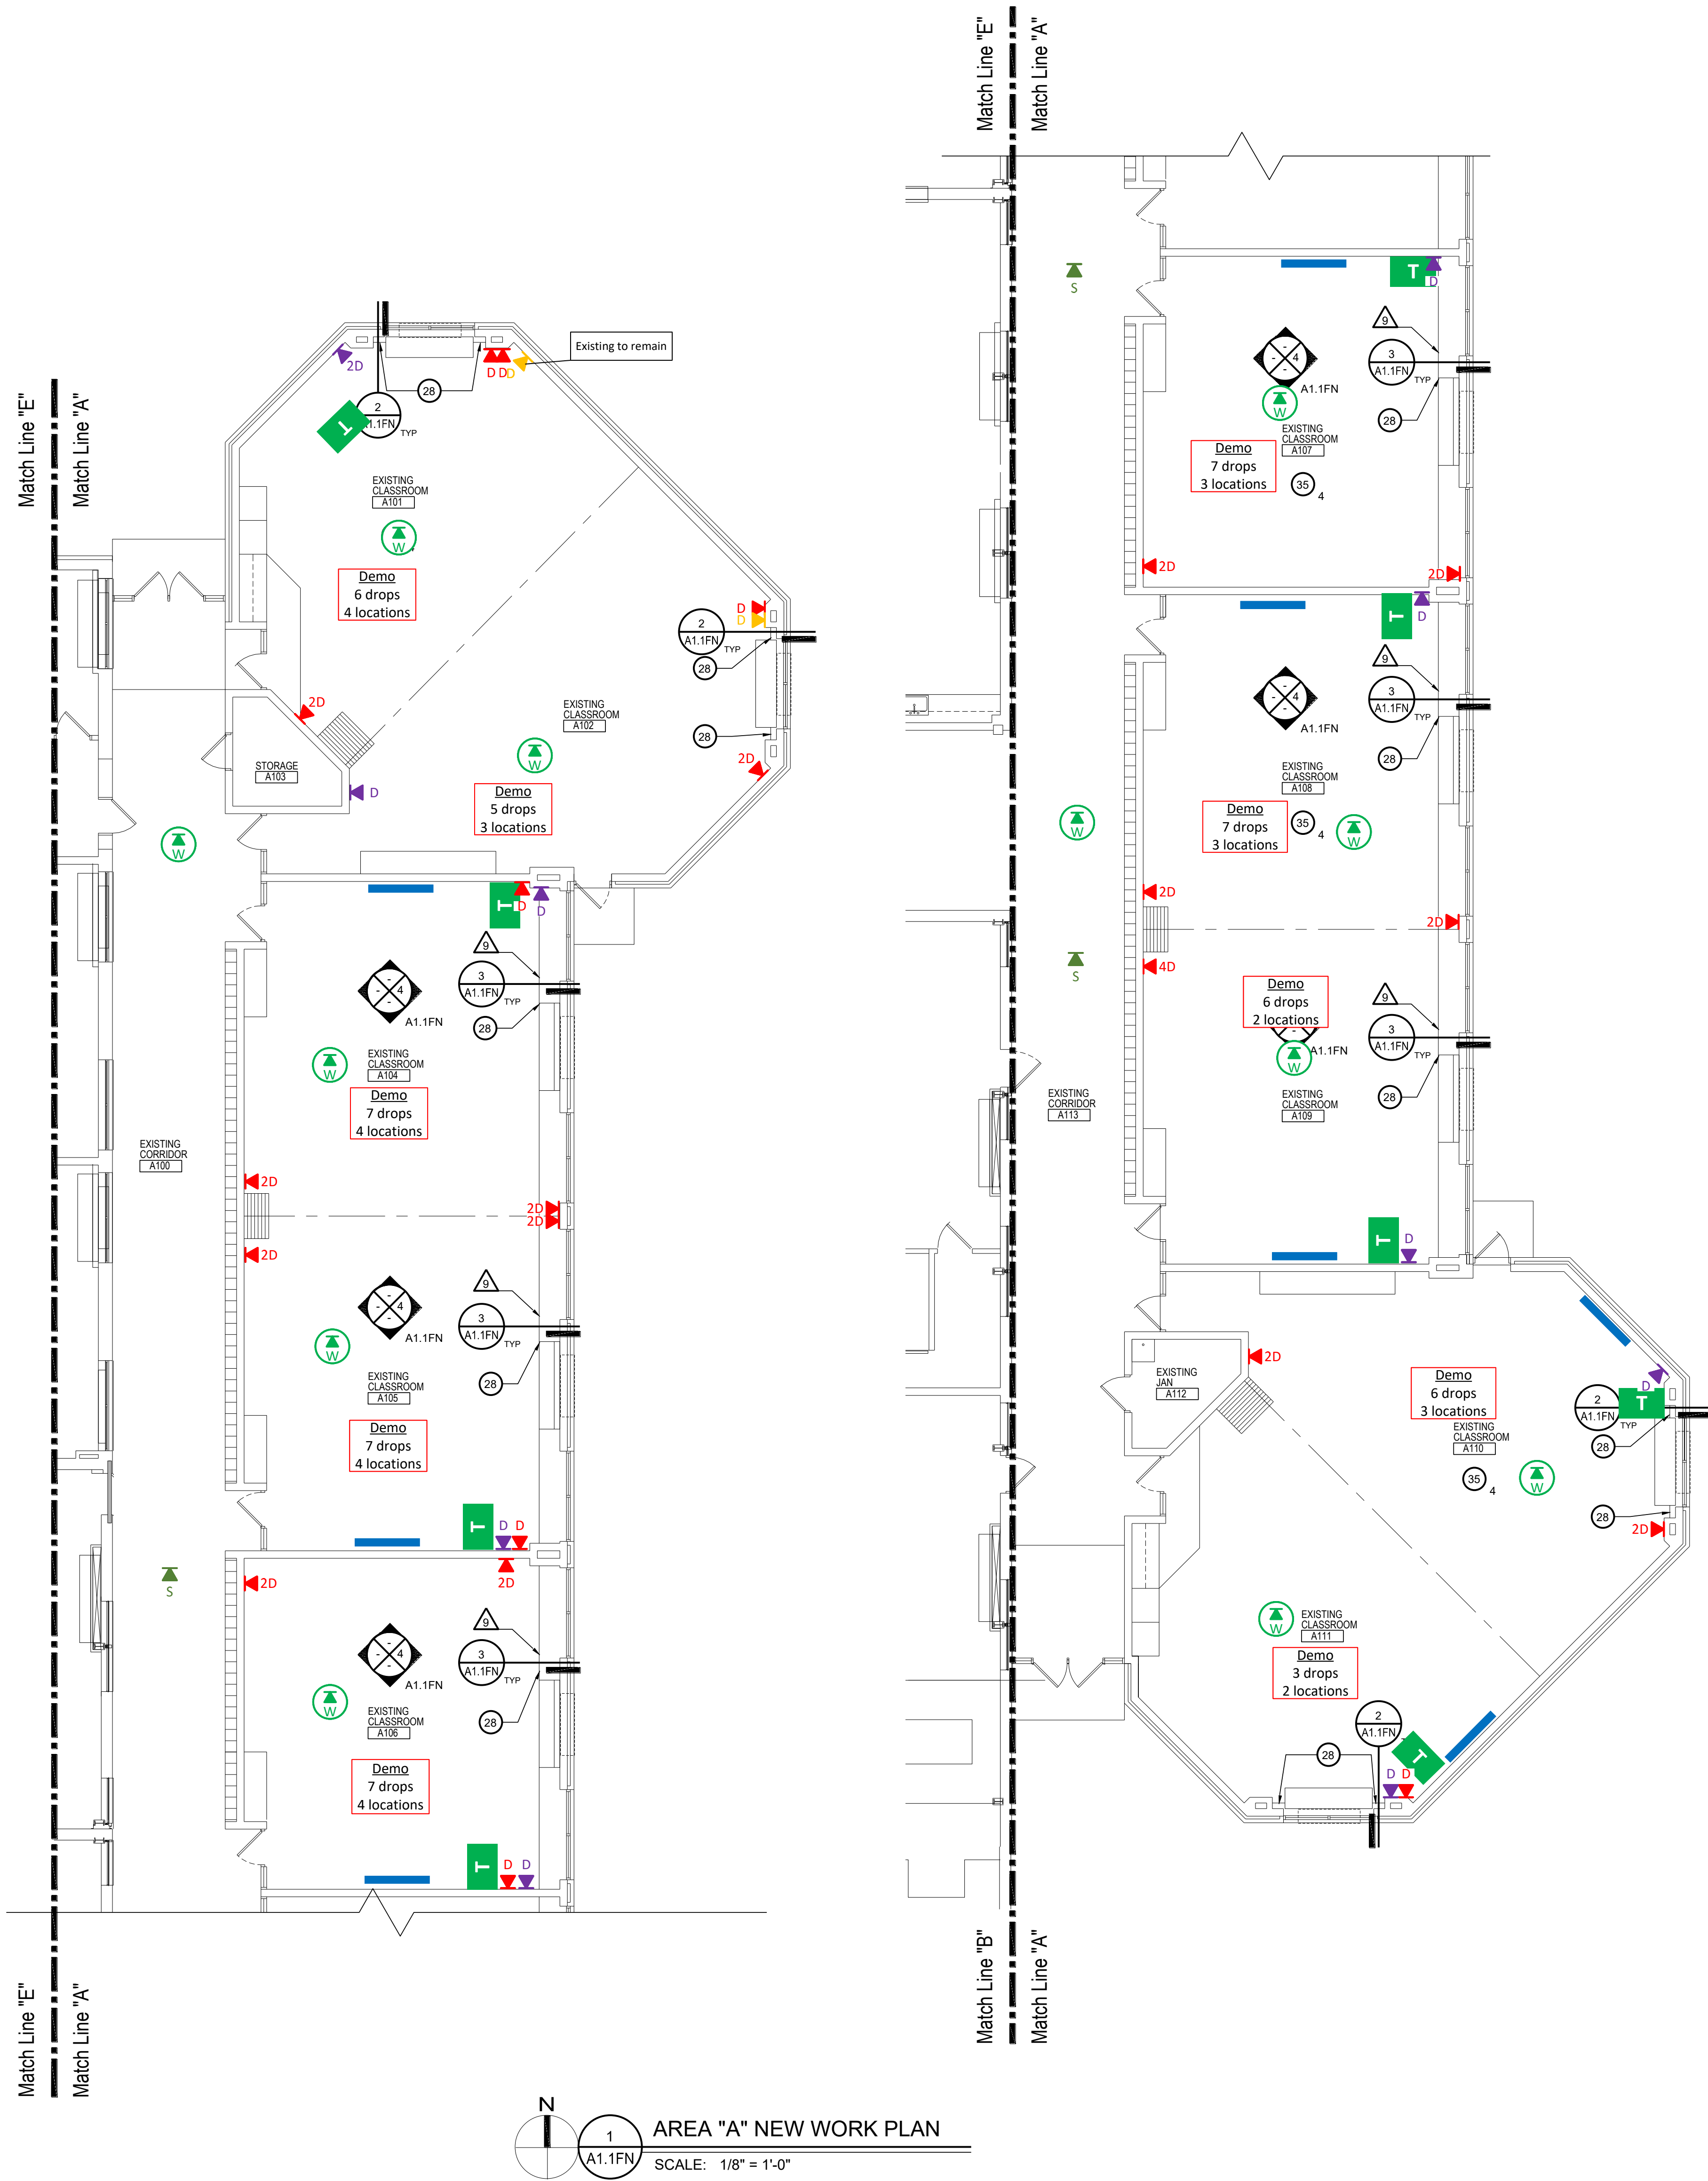 Match Line "E"
Match Line "A"
Existing to remain
2D
D
D
D
28
2
A1.1FN
TYP
T
EXISTING
CLASSROOM
A101
W
Demo
6 drops
4 locations
D
D
2
A1.1FN
TYP
28
2D
EXISTING
CLASSROOM
A102
28
2D
W
STORAGE
A103
D
Demo
5 drops
3 locations
W
T
D
D
9
3
A1.1FN
TYP
4
A1.1FN
28
W
EXISTING
CLASSROOM
A104
Demo
7 drops
4 locations
EXISTING
CORRIDOR
A100
2D
2D
2D
2D
9
3
A1.1FN
TYP
4
A1.1FN
28
W
EXISTING
CLASSROOM
A105
Demo
7 drops
4 locations
T
D
D
S
2D
2D
9
3
A1.1FN
TYP
4
A1.1FN
28
W
EXISTING
CLASSROOM
A106
Demo
7 drops
4 locations
T
D
D
Match Line "E"
Match Line "A"
Match Line "E"
Match Line "A"
S
T
D
9
3
A1.1FN
TYP
4
A1.1FN
W
28
EXISTING
CLASSROOM
A107
Demo
7 drops
3 locations
35
4
2D
2D
T
D
9
3
A1.1FN
TYP
4
A1.1FN
28
EXISTING
CLASSROOM
A108
Demo
7 drops
3 locations
35
4
W
W
2D
2D
S
4D
Demo
6 drops
2 locations
9
3
A1.1FN
TYP
A1.1FN
W
28
EXISTING
CORRIDOR
A113
EXISTING
CLASSROOM
A109
T
D
2D
EXISTING
JAN
A112
Demo
6 drops
3 locations
D
T
2
A1.1FN
TYP
EXISTING
CLASSROOM
A110
28
35
4
W
28
2D
W
EXISTING
CLASSROOM
A111
Demo
3 drops
2 locations
2
A1.1FN
28
T
D
D
Match Line "B"
Match Line "A"
N
1
A1.1FN
AREA "A" NEW WORK PLAN
SCALE: 1/8" = 1'-0"